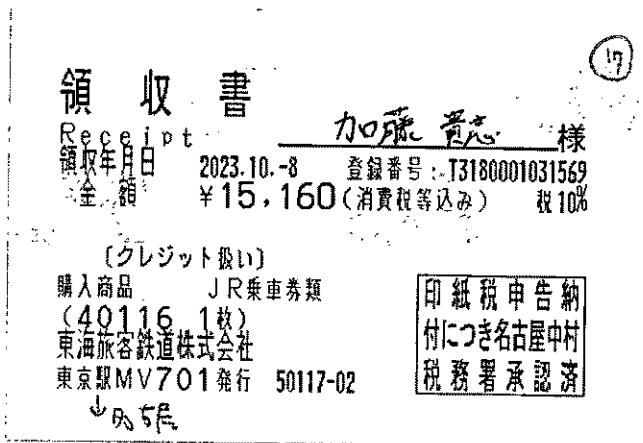 17
領収書
Receipt
加藤 貴志 様
領収年月日 2023.10.-8 登録番号:T3180001031569
金額 ¥15,160(消費税等込み) 税10%
(クレジット扱い)
購入商品 JR乗車券類
(40116 1枚)
東海旅客鉄道株式会社
東京駅MV701発行 50117-02
印紙税申告納
付につき名古屋中村
税務署承認済
↓